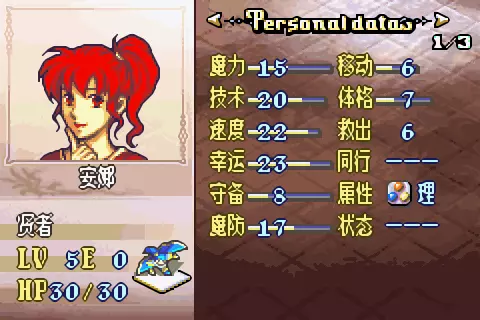 Personal data
1/3
安娜
贤者
LV 5 E 0
HP 30/30
魔力 15 移动 6
技术 20 体格 7
速度 22 救出 6
幸运 23 同行 ---
守备 8 属性 理
魔防 17 状态 ---